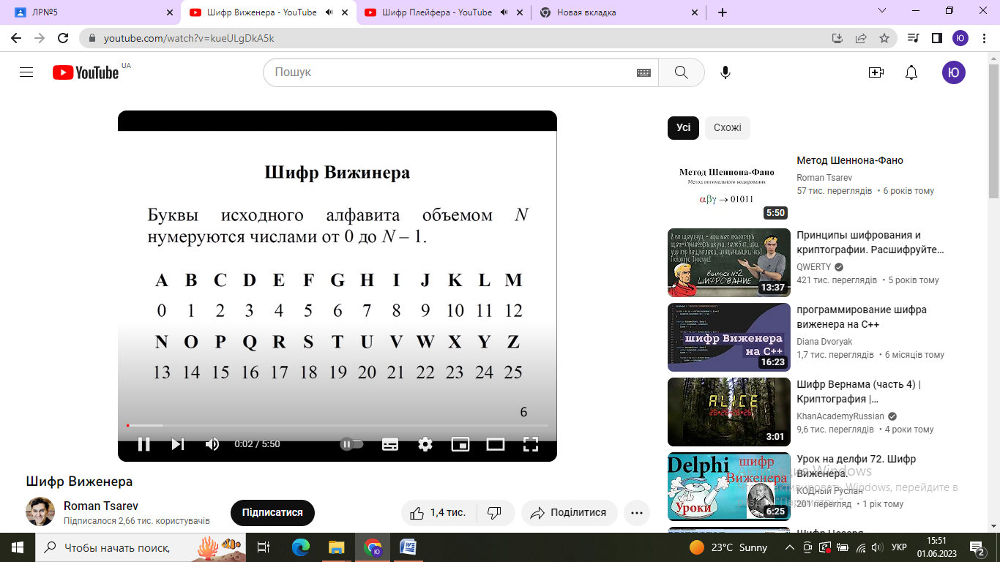 ЛР№5
Шифр Виженера - YouTube
Шифр Плейфера - YouTube
Новая вкладка
youtube.com/watch?v=kueULgDkA5k
Ю
YouTube UA
Пошук
Ю
Шифр Вижинера
Буквы исходного алфавита объемом N
нумеруются числами от 0 до N – 1.
A B C D E F G H I J K L M
0 1 2 3 4 5 6 7 8 9 10 11 12
N O P Q R S T U V W X Y Z
13 14 15 16 17 18 19 20 21 22 23 24 25
6
0:02 / 5:50
Шифр Виженера
Roman Tsarev
Підписалося 2,66 тис. користувачів
Підписатися
1,4 тис.
Поділитися
Усі
Схожі
Метод Шеннона-Фано
Метод оптимального кодирования
αβγ → 01011
5:50
Метод Шеннона-Фано
Roman Tsarev
57 тис. переглядів • 6 років тому
выпуск №2
ШИФРОВАНИЕ
13:37
Принципы шифрования и
криптографии. Расшифруйте…
QWERTY
421 тис. переглядів • 5 років тому
шифр Виженера
на C++
16:23
программирование шифра
виженера на C++
Diana Dvoryak
1,7 тис. переглядів • 6 місяців тому
ALICE
3:01
Шифр Вернама (часть 4) |
Криптография |…
KhanAcademyRussian
9,6 тис. переглядів • 4 роки тому
Delphi шифр
Виженера
Уроки
6:25
Урок на делфи 72. Шифр
Виженера.
КОдный Руслан
201 перегляд • 1 рік тому
Windows
активировать Windows, перейдите в
Шифр Цезаря
Чтобы начать поиск,
23°C Sunny
УКР
15:51
01.06.2023
2